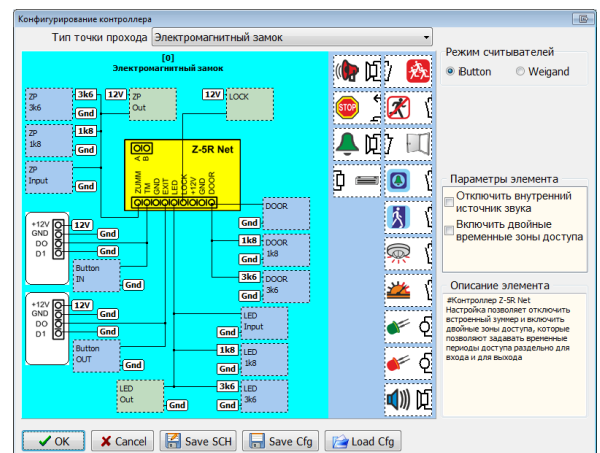 Конфигурирование контроллера
Тип точки прохода Электромагнитный замок
[0]
Электромагнитный замок
ZP
3k6
3k6
Gnd
12V
ZP
Out
12V
LOCK
ZP
1k8
1k8
Gnd
ZP
Input
Gnd
A
B
Z-5R Net
ZUMM
TM
GND
EXIT
LED
LOCK
+12V
GND
DOOR
+12V
GND
DO
D1
12V
Gnd
Button
IN
Gnd
DOOR
Gnd
1k8
DOOR
1k8
Gnd
3k6
DOOR
3k6
Gnd
+12V
GND
DO
D1
12V
Gnd
Button
OUT
Gnd
LED
Input
Gnd
1k8
LED
1k8
Gnd
LED
Out
Gnd
3k6
LED
3k6
Gnd
STOP
Режим считывателей
iButton
Weigand
Параметры элемента
Отключить внутренний
источник звука
Включить двойные
временные зоны доступа
Описание элемента
#Контроллер Z-5R Net
Настройка позволяет отключить
встроенный зуммер и включить
двойные зоны доступа, которые
позволяют задавать временные
периоды доступа раздельно для
входа и для выхода
OK
Cancel
Save SCH
Save Cfg
Load Cfg